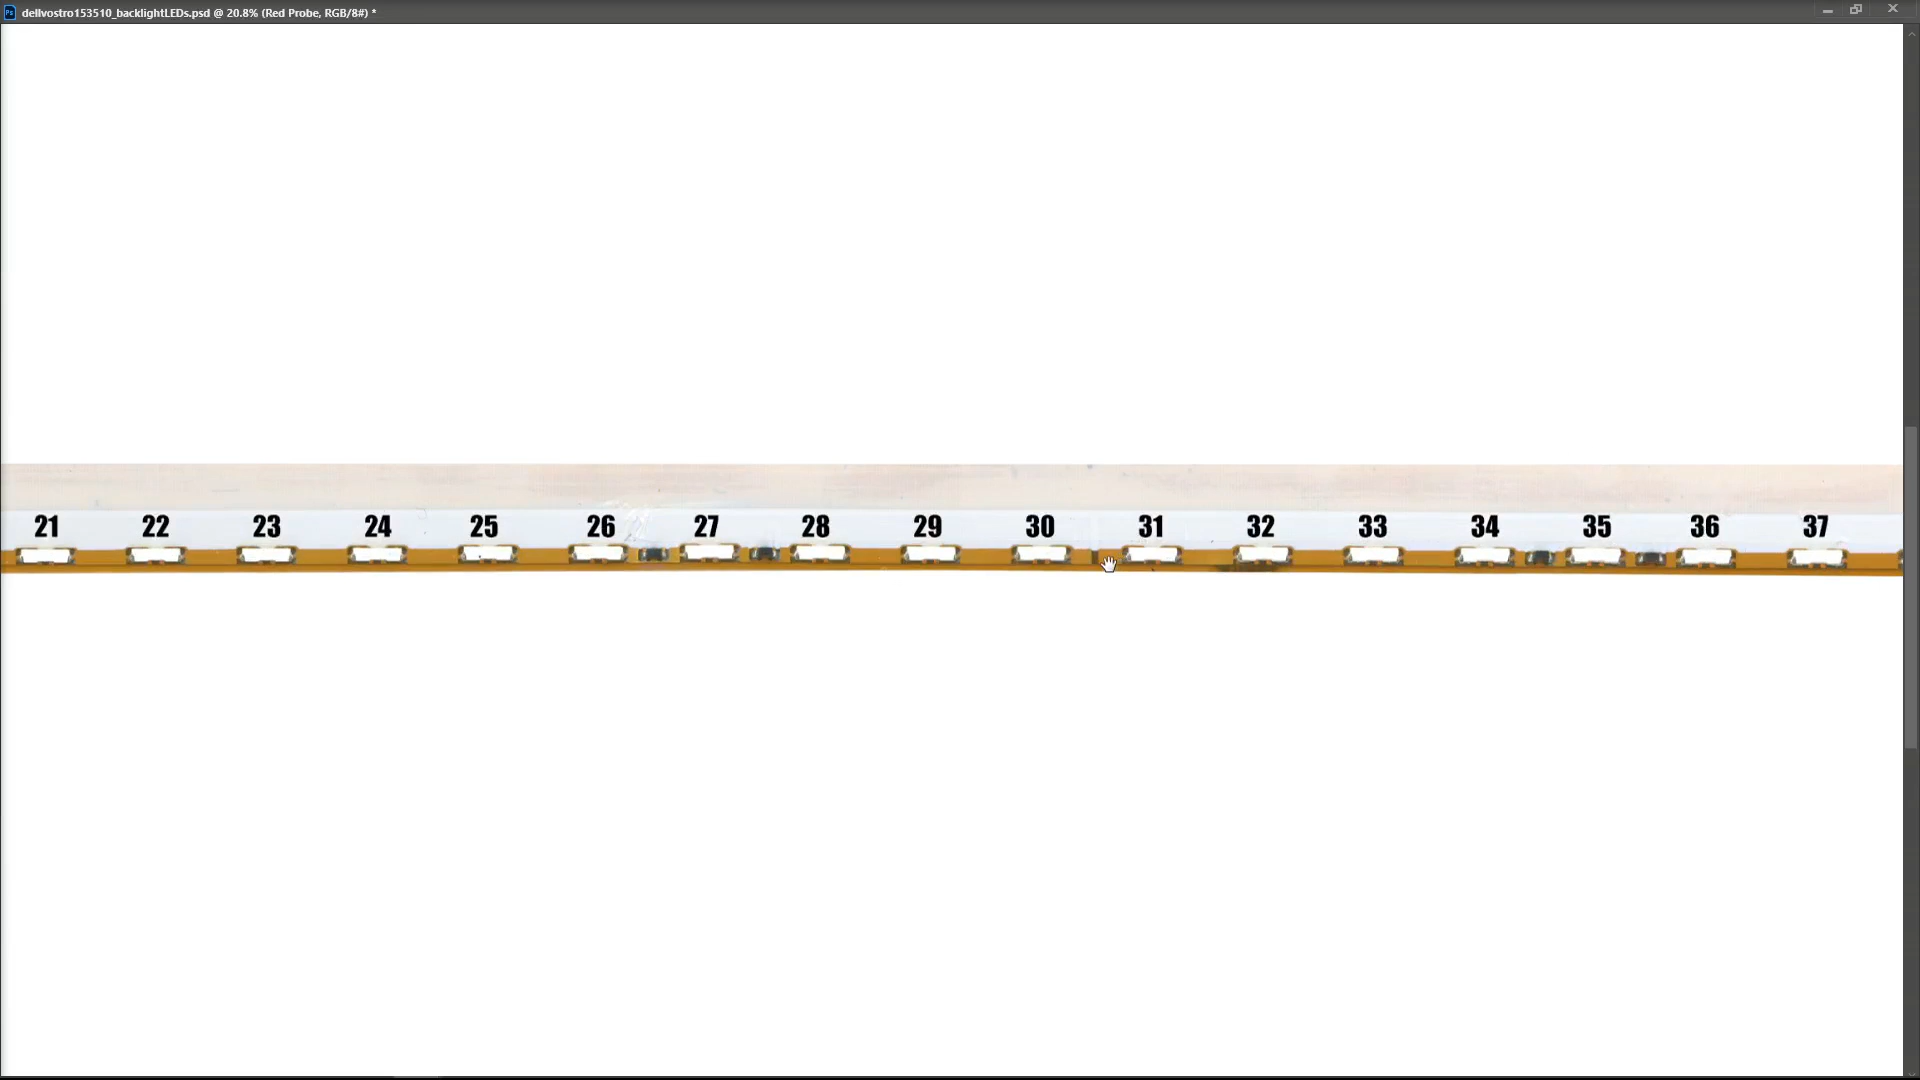 Ps dellvostro153510_backlightLEDs.psd @ 20.8% (Red Probe, RGB/8#) *
21 22 23 24 25 26 27 28 29 30 31 32 33 34 35 36 37